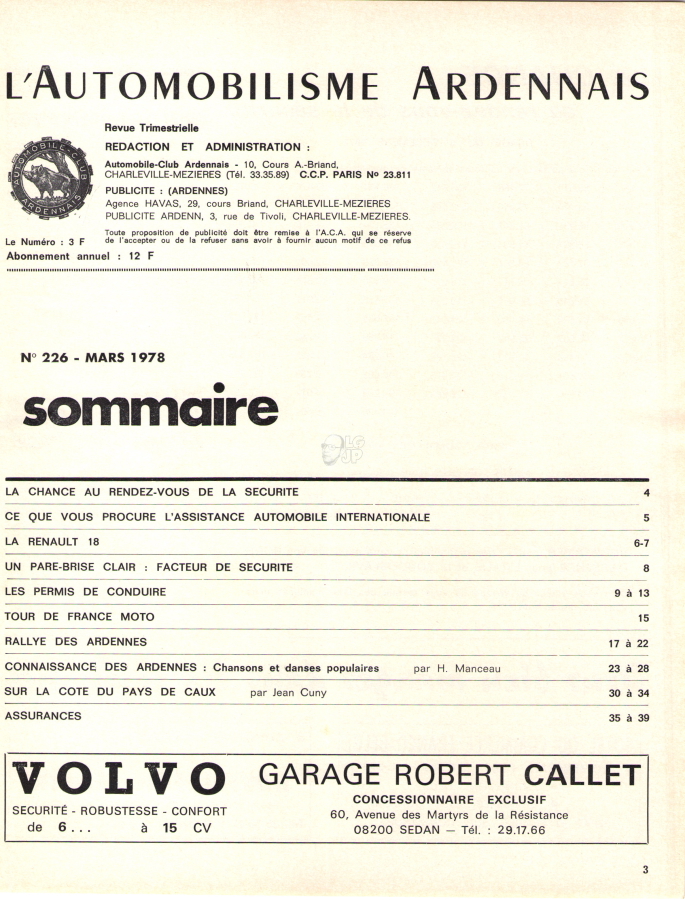 L'AUTOMOBILISME ARDENNAIS
Revue Trimestrielle
REDACTION ET ADMINISTRATION :
Automobile-Club Ardennais - 10, Cours A.-Briand,
CHARLEVILLE-MEZIERES (Tél. 33.35.89) C.C.P. PARIS No 23.811
PUBLICITE : (ARDENNES)
Agence HAVAS, 29, cours Briand, CHARLEVILLE-MEZIERES
PUBLICITE ARDENN, 3, rue de Tivoli, CHARLEVILLE-MEZIERES.
Toute proposition de publicité doit être remise à l'A.C.A. qui se réserve
de l'accepter ou de la refuser sans avoir à fournir aucun motif de ce refus
AUTOMOBILE-CLUB
ARDENNAIS
Le Numéro : 3 F
Abonnement annuel : 12 F
No 226 - MARS 1978
sommaire
LG
JP
LA CHANCE AU RENDEZ-VOUS DE LA SECURITE 4
CE QUE VOUS PROCURE L'ASSISTANCE AUTOMOBILE INTERNATIONALE 5
LA RENAULT 18 6-7
UN PARE-BRISE CLAIR : FACTEUR DE SECURITE 8
LES PERMIS DE CONDUIRE 9 à 13
TOUR DE FRANCE MOTO 15
RALLYE DES ARDENNES 17 à 22
CONNAISSANCE DES ARDENNES : Chansons et danses populaires par H. Manceau 23 à 28
SUR LA COTE DU PAYS DE CAUX par Jean Cuny 30 à 34
ASSURANCES 35 à 39
VOLVO
SECURITÉ - ROBUSTESSE - CONFORT
de 6... à 15 CV
GARAGE ROBERT CALLET
CONCESSIONNAIRE EXCLUSIF
60, Avenue des Martyrs de la Résistance
08200 SEDAN — Tél. : 29.17.66
3